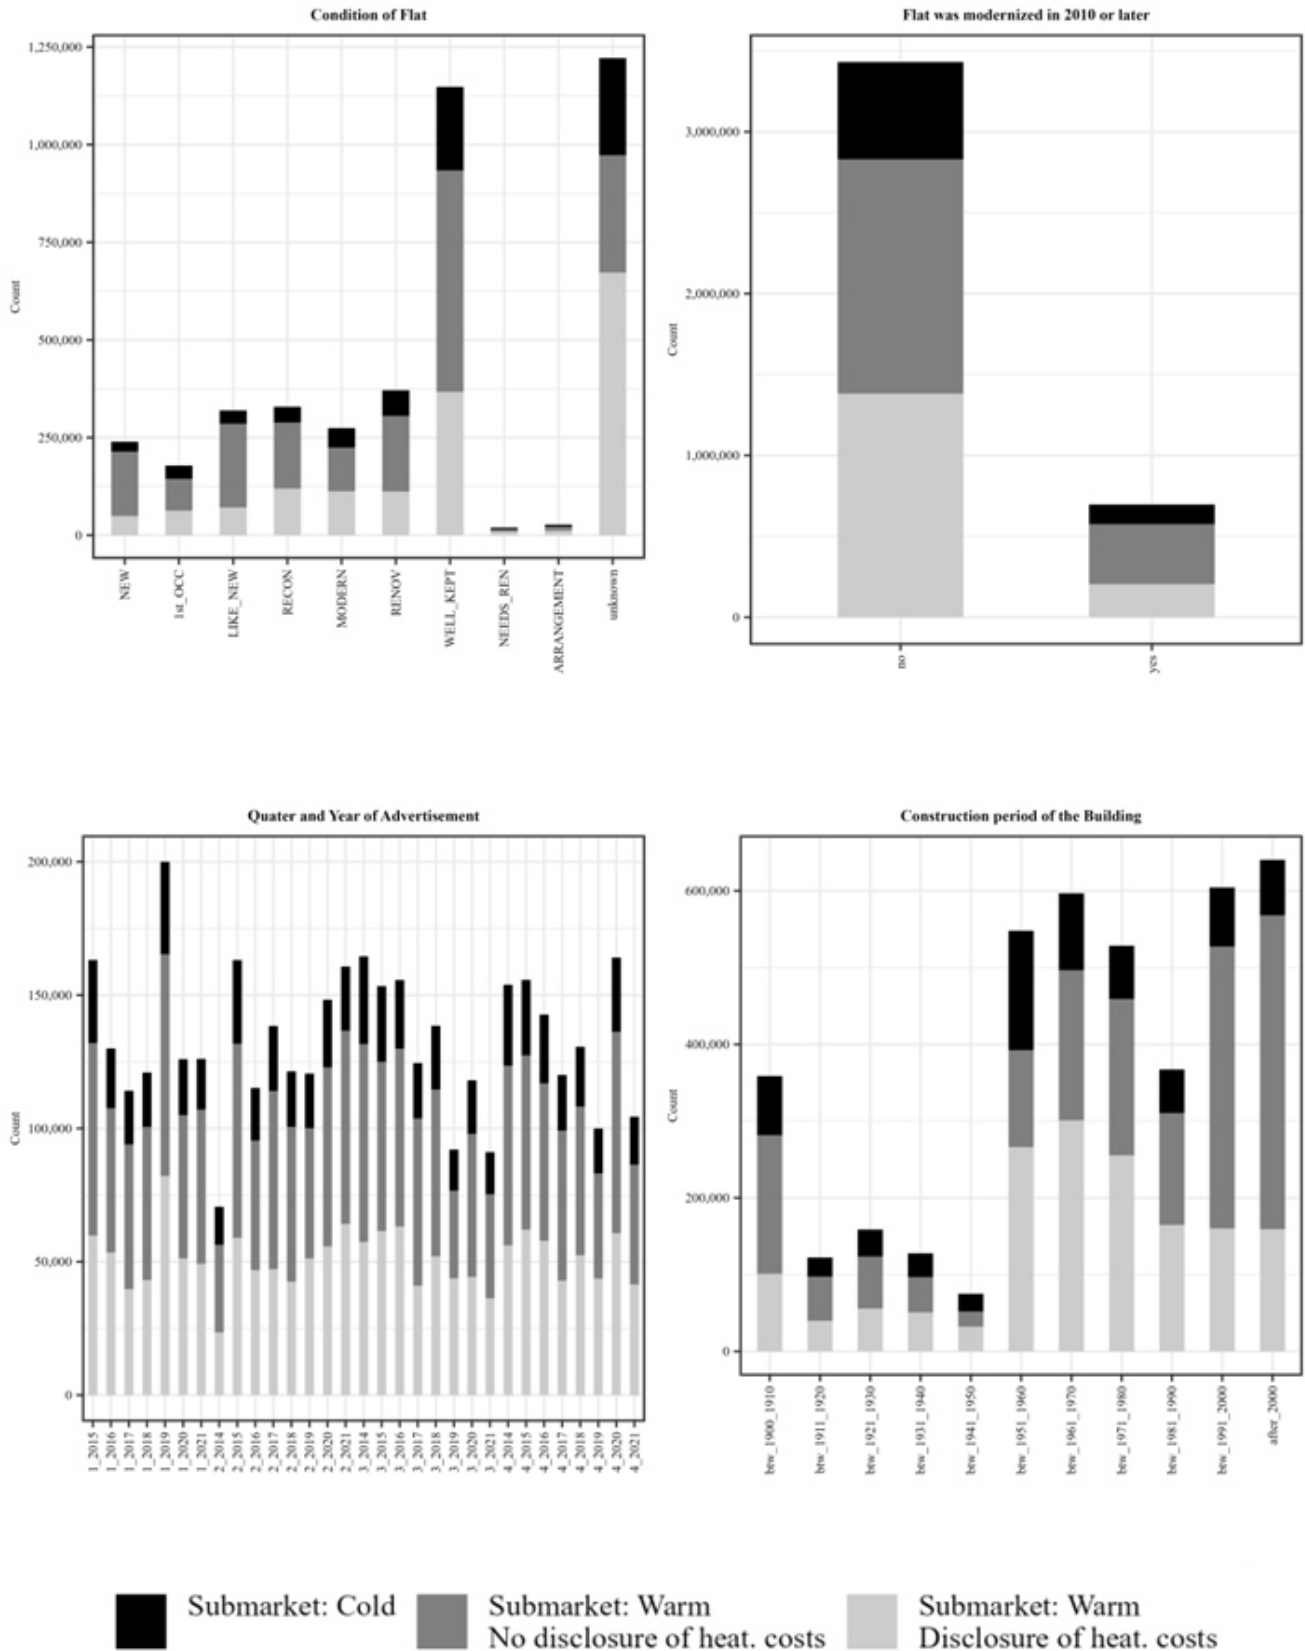 Condition of Flat
1,250,000
1,000,000
750,000
500,000
250,000
0
Count
NEW
1st_OCC
LIKE_NEW
RECON
MODERN
RENOV
WELL_KEPT
NEEDS_REN
ARRANGEMENT
unknown
Flat was modernized in 2010 or later
3,000,000
2,000,000
1,000,000
0
Count
no
yes
Quater and Year of Advertisement
200,000
150,000
100,000
50,000
0
Count
1_2015
1_2016
1_2017
1_2018
1_2019
1_2020
1_2021
2_2014
2_2015
2_2016
2_2017
2_2018
2_2019
2_2020
2_2021
3_2014
3_2015
3_2016
3_2017
3_2018
3_2019
3_2020
3_2021
4_2014
4_2015
4_2016
4_2017
4_2018
4_2019
4_2020
4_2021
Construction period of the Building
600,000
400,000
200,000
0
Count
btw_1900_1910
btw_1911_1920
btw_1921_1930
btw_1931_1940
btw_1941_1950
btw_1951_1960
btw_1961_1970
btw_1971_1980
btw_1981_1990
btw_1991_2000
after_2000
Submarket: Cold
Submarket: Warm
No disclosure of heat. costs
Submarket: Warm
Disclosure of heat. costs